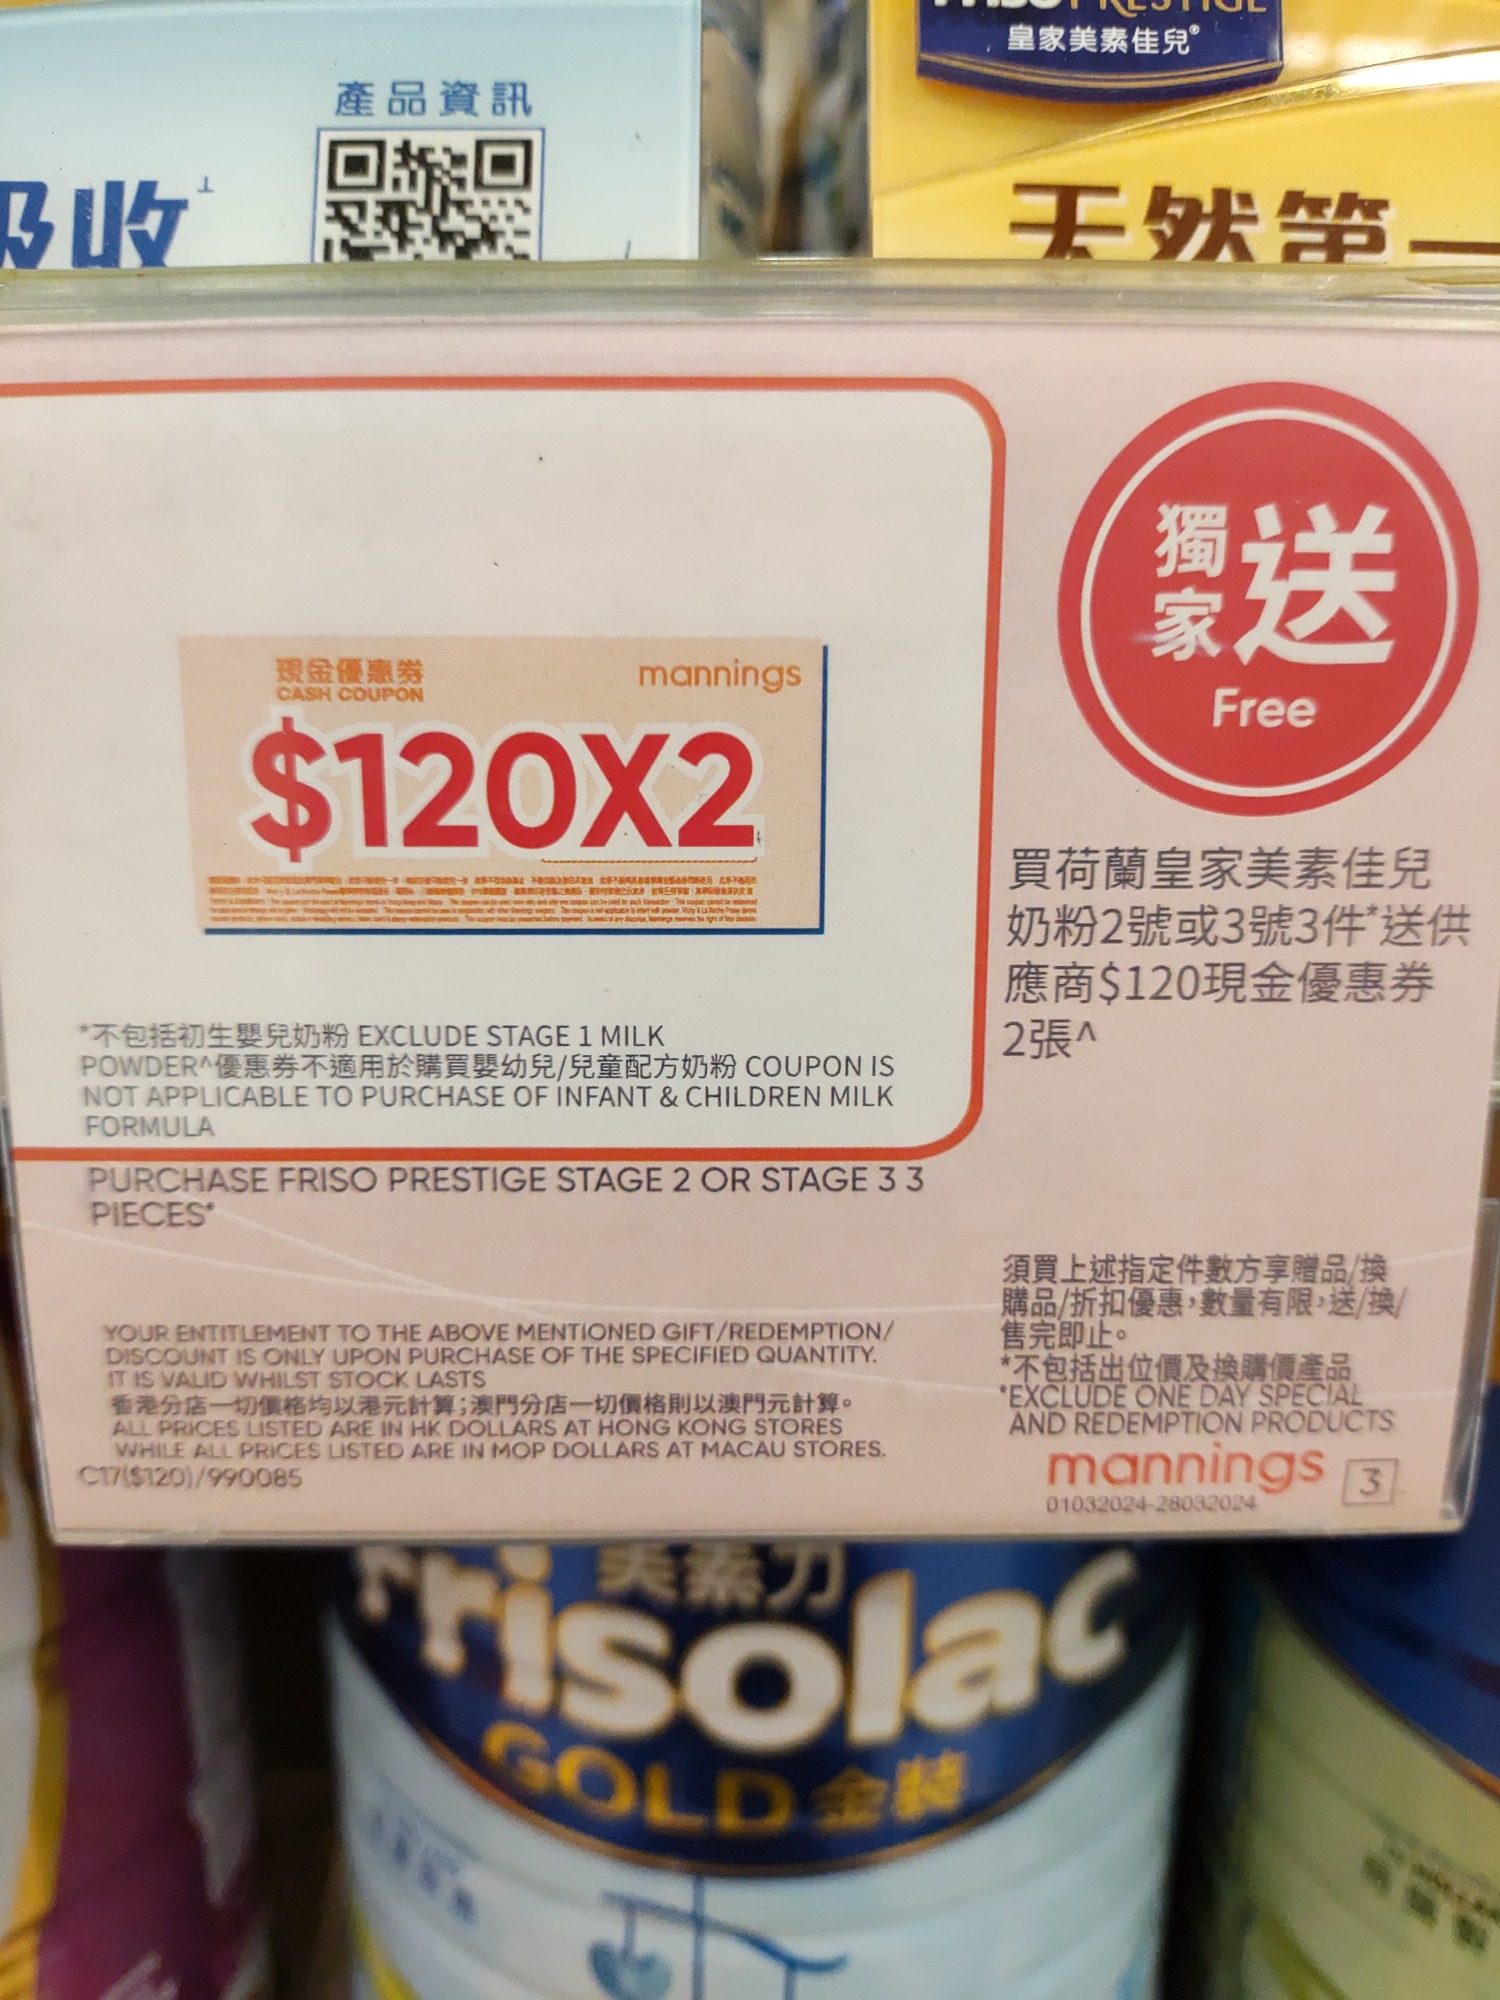 PRESTIGE
皇家美素佳兒®
產品資訊
吸收
天然第一
獨家送
Free
現金優惠券
CASH COUPON
mannings
$120X2
買荷蘭皇家美素佳兒
奶粉2號或3號3件*送供
應商$120現金優惠券
2張^
*不包括初生嬰兒奶粉 EXCLUDE STAGE 1 MILK
POWDER^優惠券不適用於購買嬰幼兒/兒童配方奶粉 COUPON IS
NOT APPLICABLE TO PURCHASE OF INFANT & CHILDREN MILK
FORMULA
PURCHASE FRISO PRESTIGE STAGE 2 OR STAGE 3 3
PIECES*
須買上述指定件數方享贈品/換
購品/折扣優惠,數量有限,送/換/
售完即止。
*不包括出位價及換購價產品
*EXCLUDE ONE DAY SPECIAL
AND REDEMPTION PRODUCTS
YOUR ENTITLEMENT TO THE ABOVE MENTIONED GIFT/REDEMPTION/
DISCOUNT IS ONLY UPON PURCHASE OF THE SPECIFIED QUANTITY.
IT IS VALID WHILST STOCK LASTS
香港分店一切價格均以港元計算;澳門分店一切價格則以澳門元計算。
ALL PRICES LISTED ARE IN HK DOLLARS AT HONG KONG STORES
WHILE ALL PRICES LISTED ARE IN MOP DOLLARS AT MACAU STORES.
C17($120)/990085
mannings 3
01032024-28032024
美素力
Frisolac
GOLD 金裝